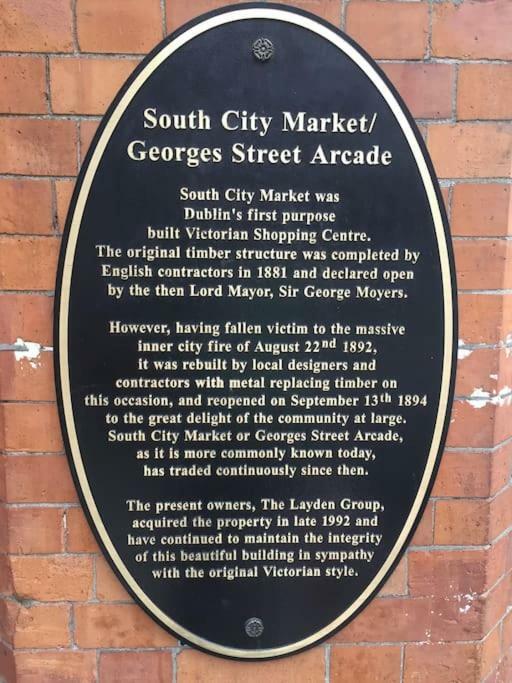 South City Market/
Georges Street Arcade
South City Market was
Dublin's first purpose
built Victorian Shopping Centre.
The original timber structure was completed by
English contractors in 1881 and declared open
by the then Lord Mayor, Sir George Moyers.
However, having fallen victim to the massive
inner city fire of August 22nd 1892,
it was rebuilt by local designers and
contractors with metal replacing timber on
this occasion, and reopened on September 13th 1894
to the great delight of the community at large.
South City Market or Georges Street Arcade,
as it is more commonly known today,
has traded continuously since then.
The present owners, The Layden Group,
acquired the property in late 1992 and
have continued to maintain the integrity
of this beautiful building in sympathy
with the original Victorian style.